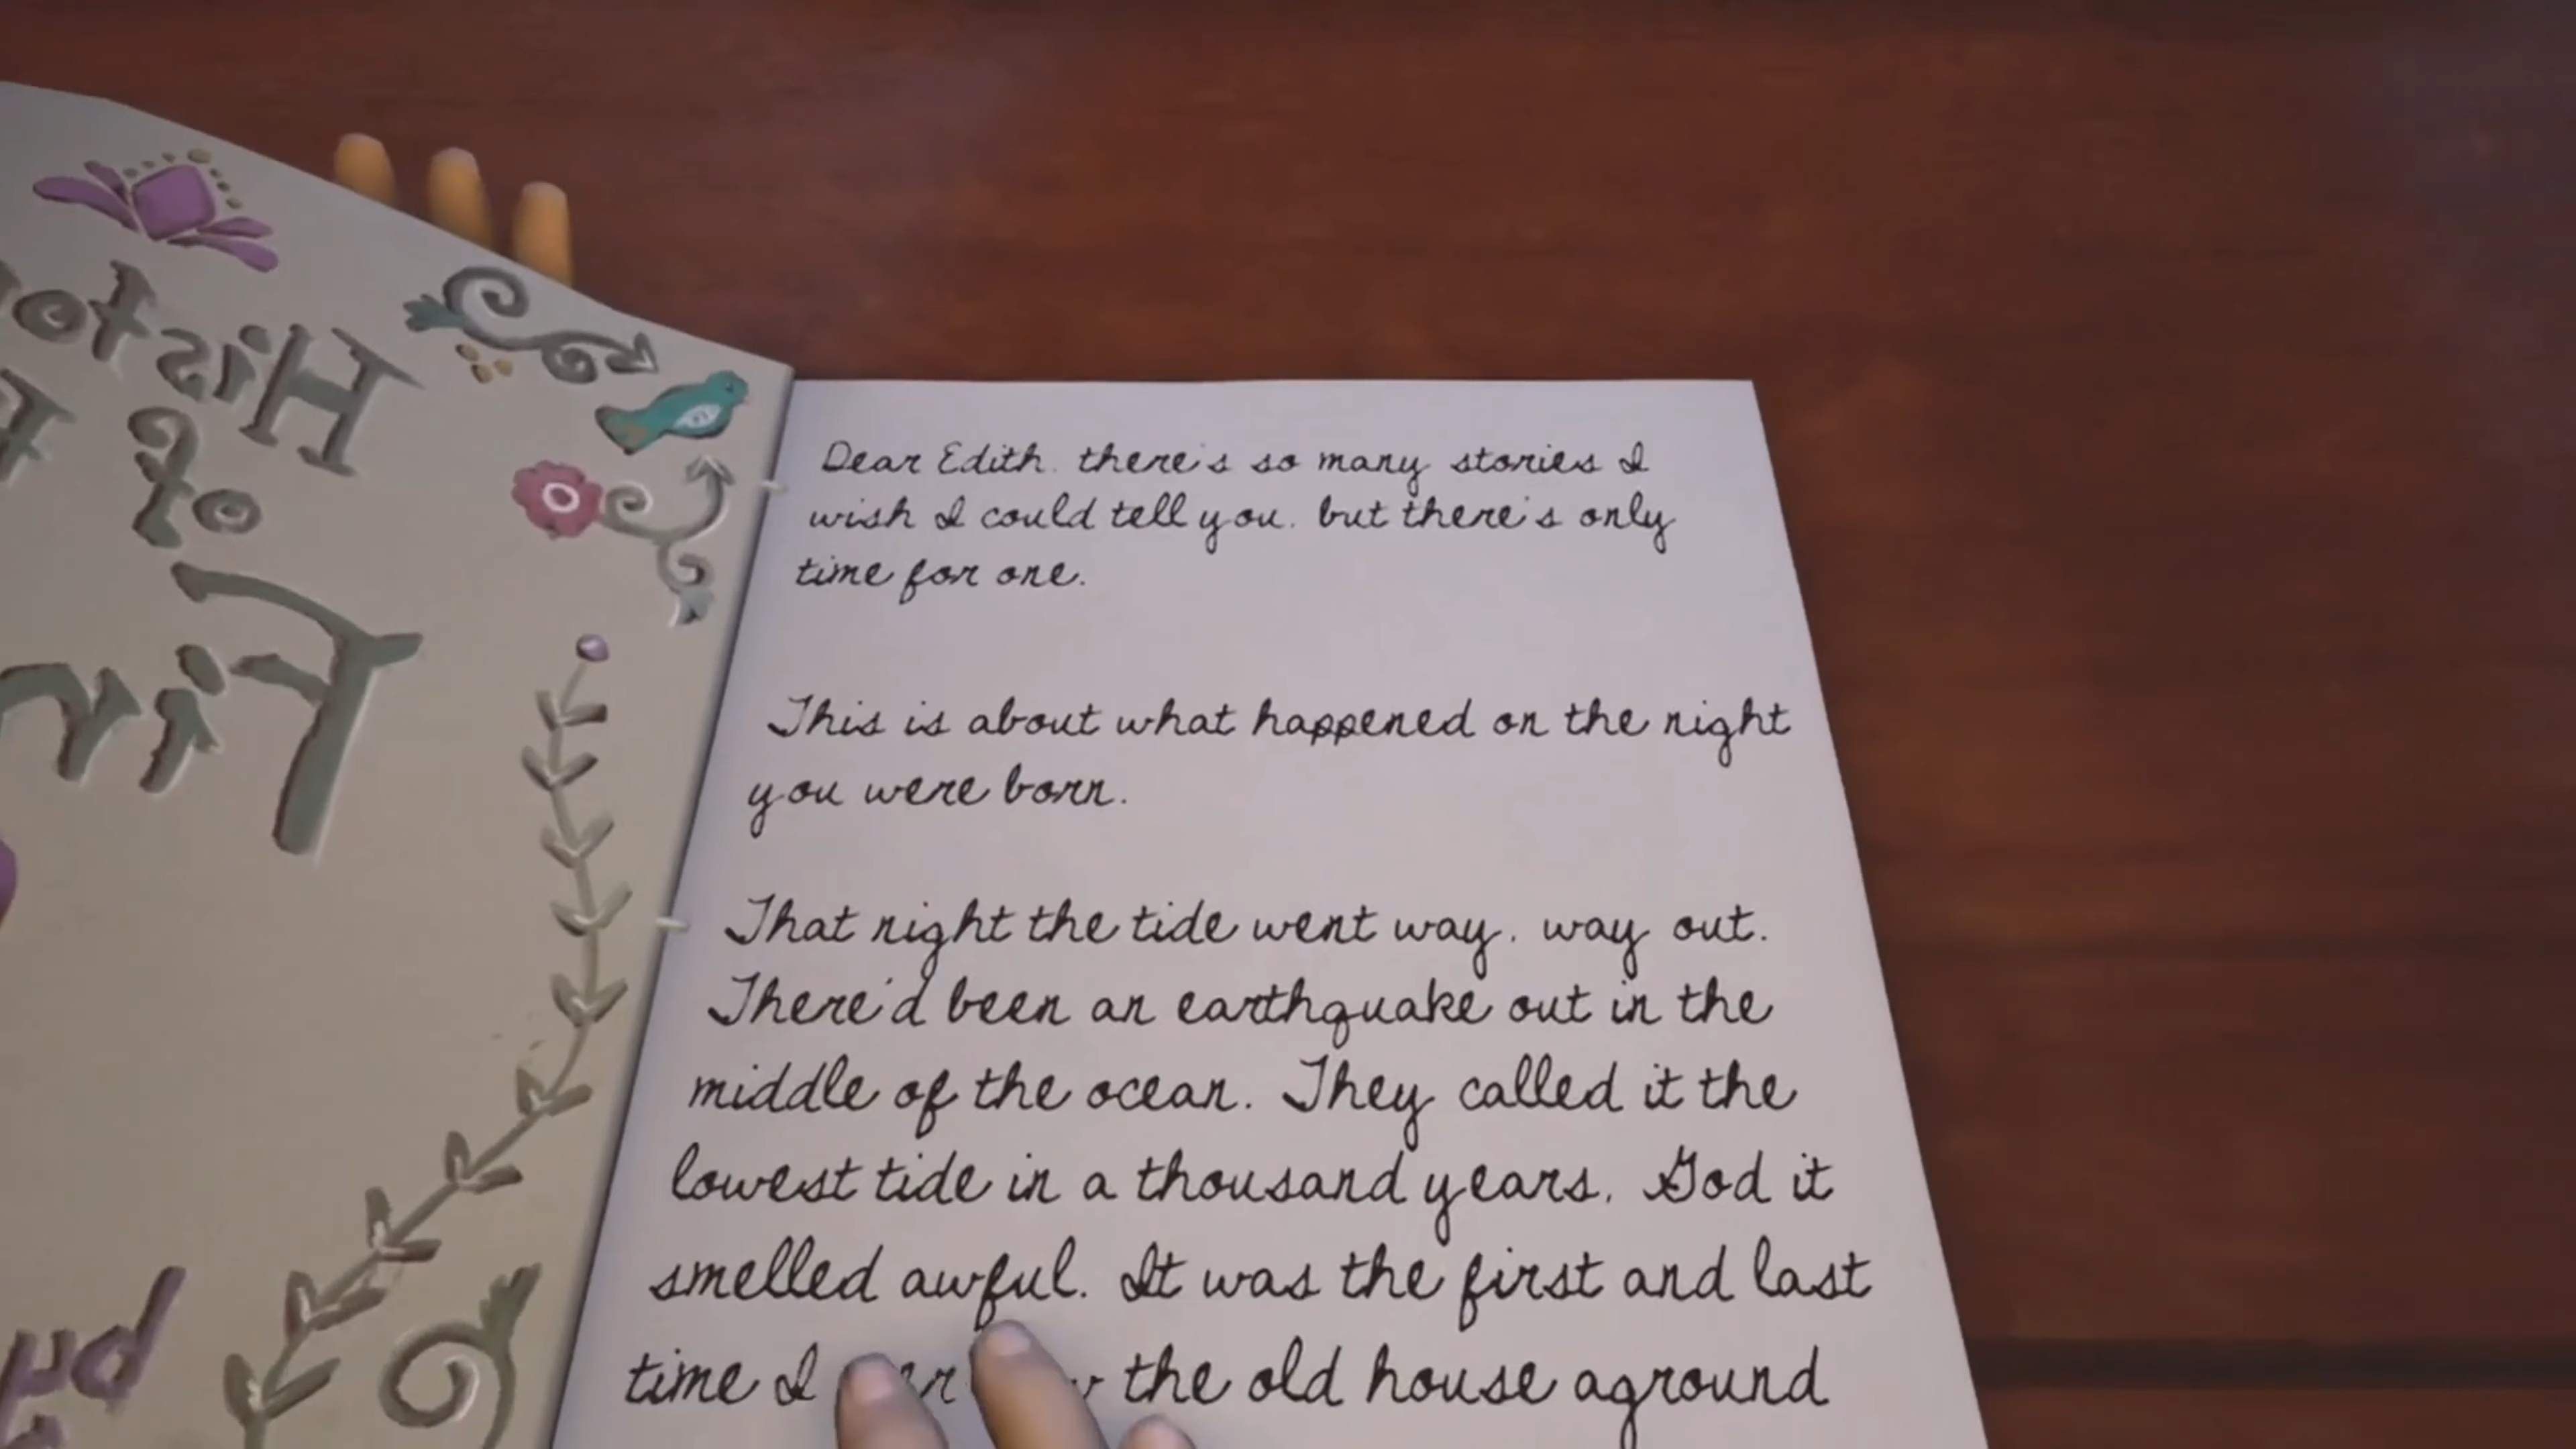 Histo
of F
Fin
Dear Edith, there's so many stories I
wish I could tell you, but there's only
time for one.
This is about what happened on the night
you were born.
That night the tide went way, way out.
There'd been an earthquake out in the
middle of the ocean. They called it the
lowest tide in a thousand years. God it
smelled awful. It was the first and last
time I the old house aground